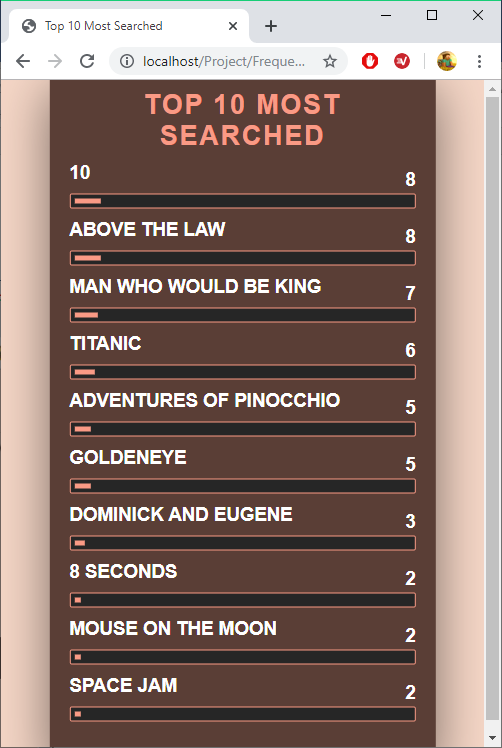 Top 10 Most Searched
localhost/Project/Freque...
TOP 10 MOST
SEARCHED
10
8
ABOVE THE LAW
8
MAN WHO WOULD BE KING
7
TITANIC
6
ADVENTURES OF PINOCCHIO
5
GOLDENEYE
5
DOMINICK AND EUGENE
3
8 SECONDS
2
MOUSE ON THE MOON
2
SPACE JAM
2